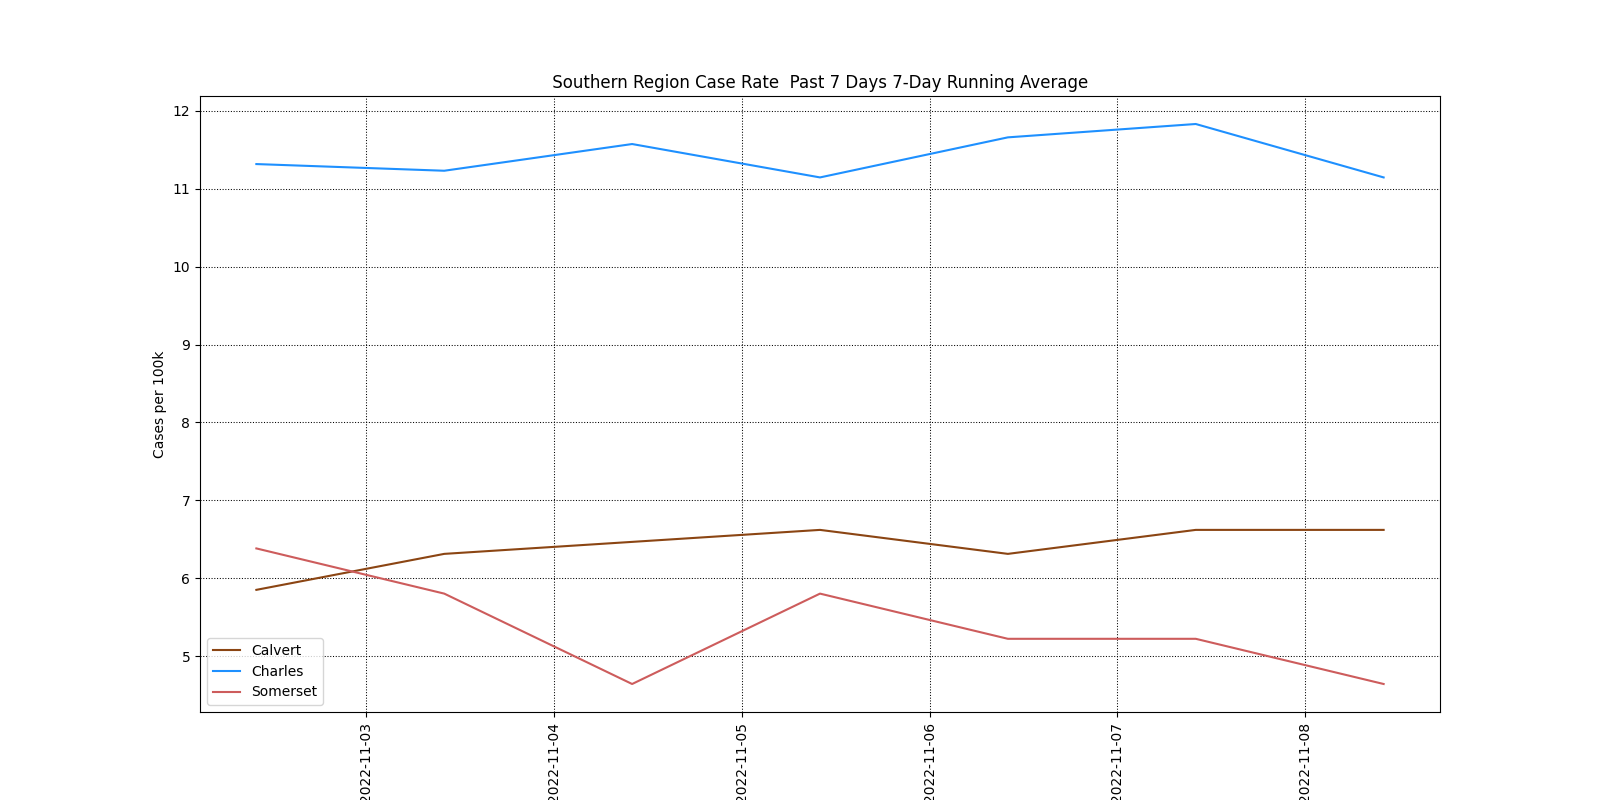 Southern Region Case Rate  Past 7 Days 7-Day Running Average
12
11
10
9
8
7
6
5
Cases per 100k
Calvert
Charles
Somerset
2022-11-03
2022-11-04
2022-11-05
2022-11-06
2022-11-07
2022-11-08